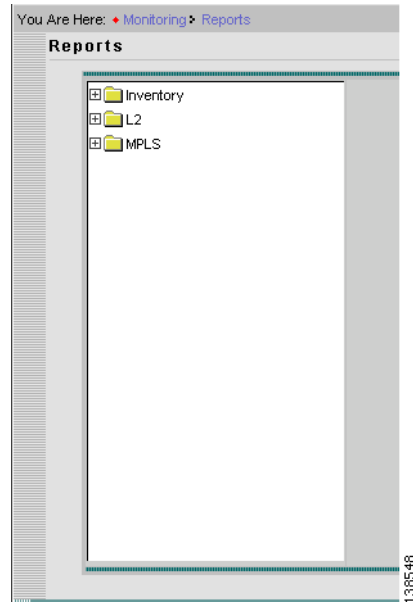 You Are Here: Monitoring Reports
Reports
Inventory
L2
MPLS
138548